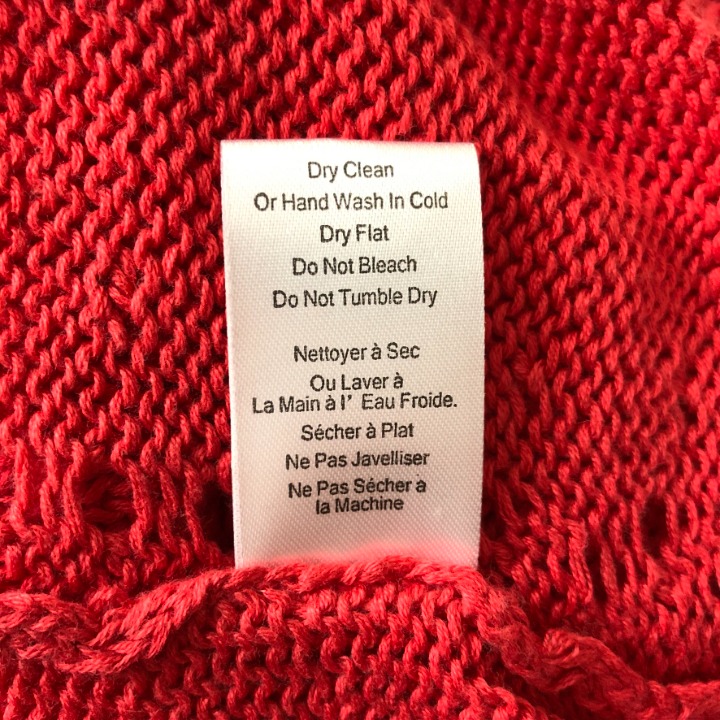 Dry Clean
Or Hand Wash In Cold
Dry Flat
Do Not Bleach
Do Not Tumble Dry
Nettoyer à Sec
Ou Laver à
La Main à l' Eau Froide.
Sécher à Plat
Ne Pas Javelliser
Ne Pas Sécher a
la Machine